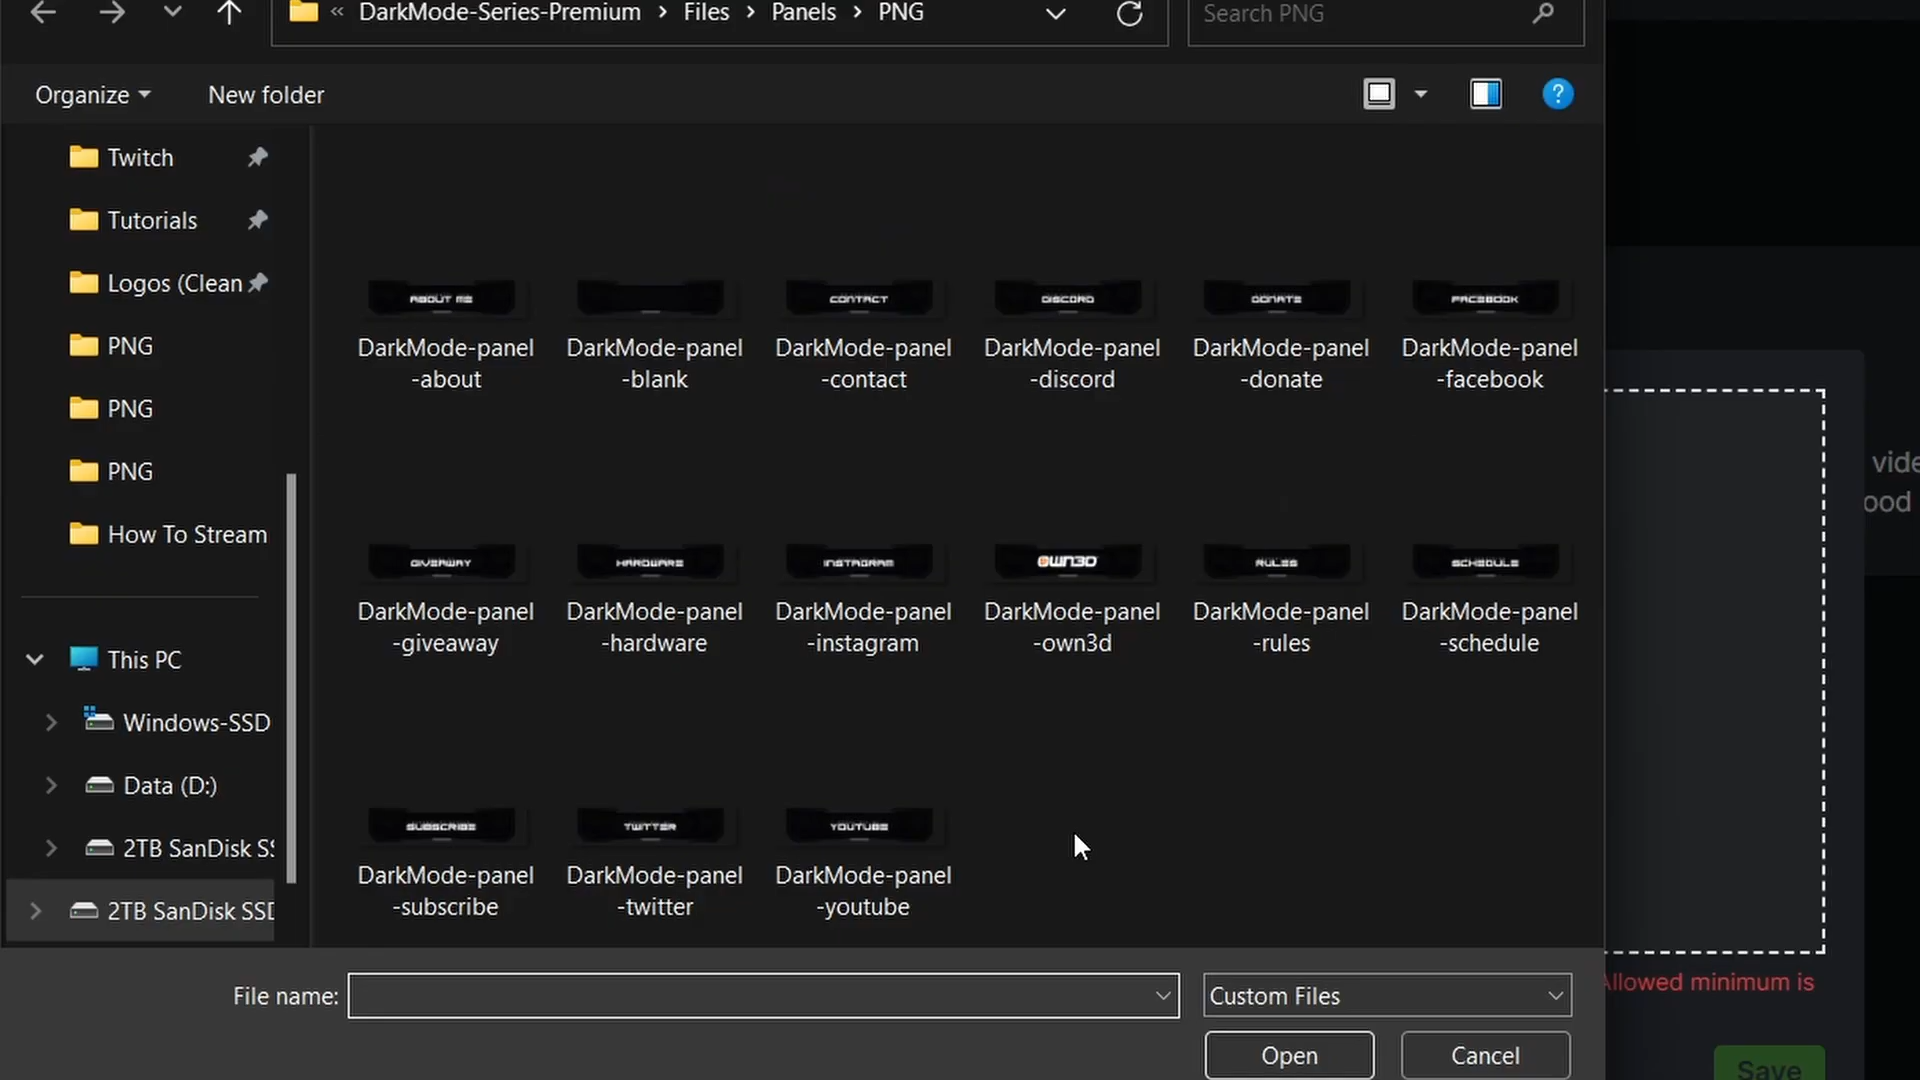 « DarkMode-Series-Premium > Files > Panels > PNG
Search PNG
Organize
New folder
?
Twitch
Tutorials
Logos (Clean
PNG
PNG
PNG
How To Stream
This PC
Windows-SSD
Data (D:)
2TB SanDisk SS
2TB SanDisk SSD
ABOUT ME
CONTACT
DISCORD
DONATE
FACEBOOK
DarkMode-panel
-about
DarkMode-panel
-blank
DarkMode-panel
-contact
DarkMode-panel
-discord
DarkMode-panel
-donate
DarkMode-panel
-facebook
GIVEAWAY
HARDWARE
INSTAGRAM
OWN3D
RULES
SCHEDULE
DarkMode-panel
-giveaway
DarkMode-panel
-hardware
DarkMode-panel
-instagram
DarkMode-panel
-own3d
DarkMode-panel
-rules
DarkMode-panel
-schedule
SUBSCRIBE
TWITTER
YOUTUBE
DarkMode-panel
-subscribe
DarkMode-panel
-twitter
DarkMode-panel
-youtube
vide
ood
File name:
Custom Files
Open
Cancel
Allowed minimum is
Save